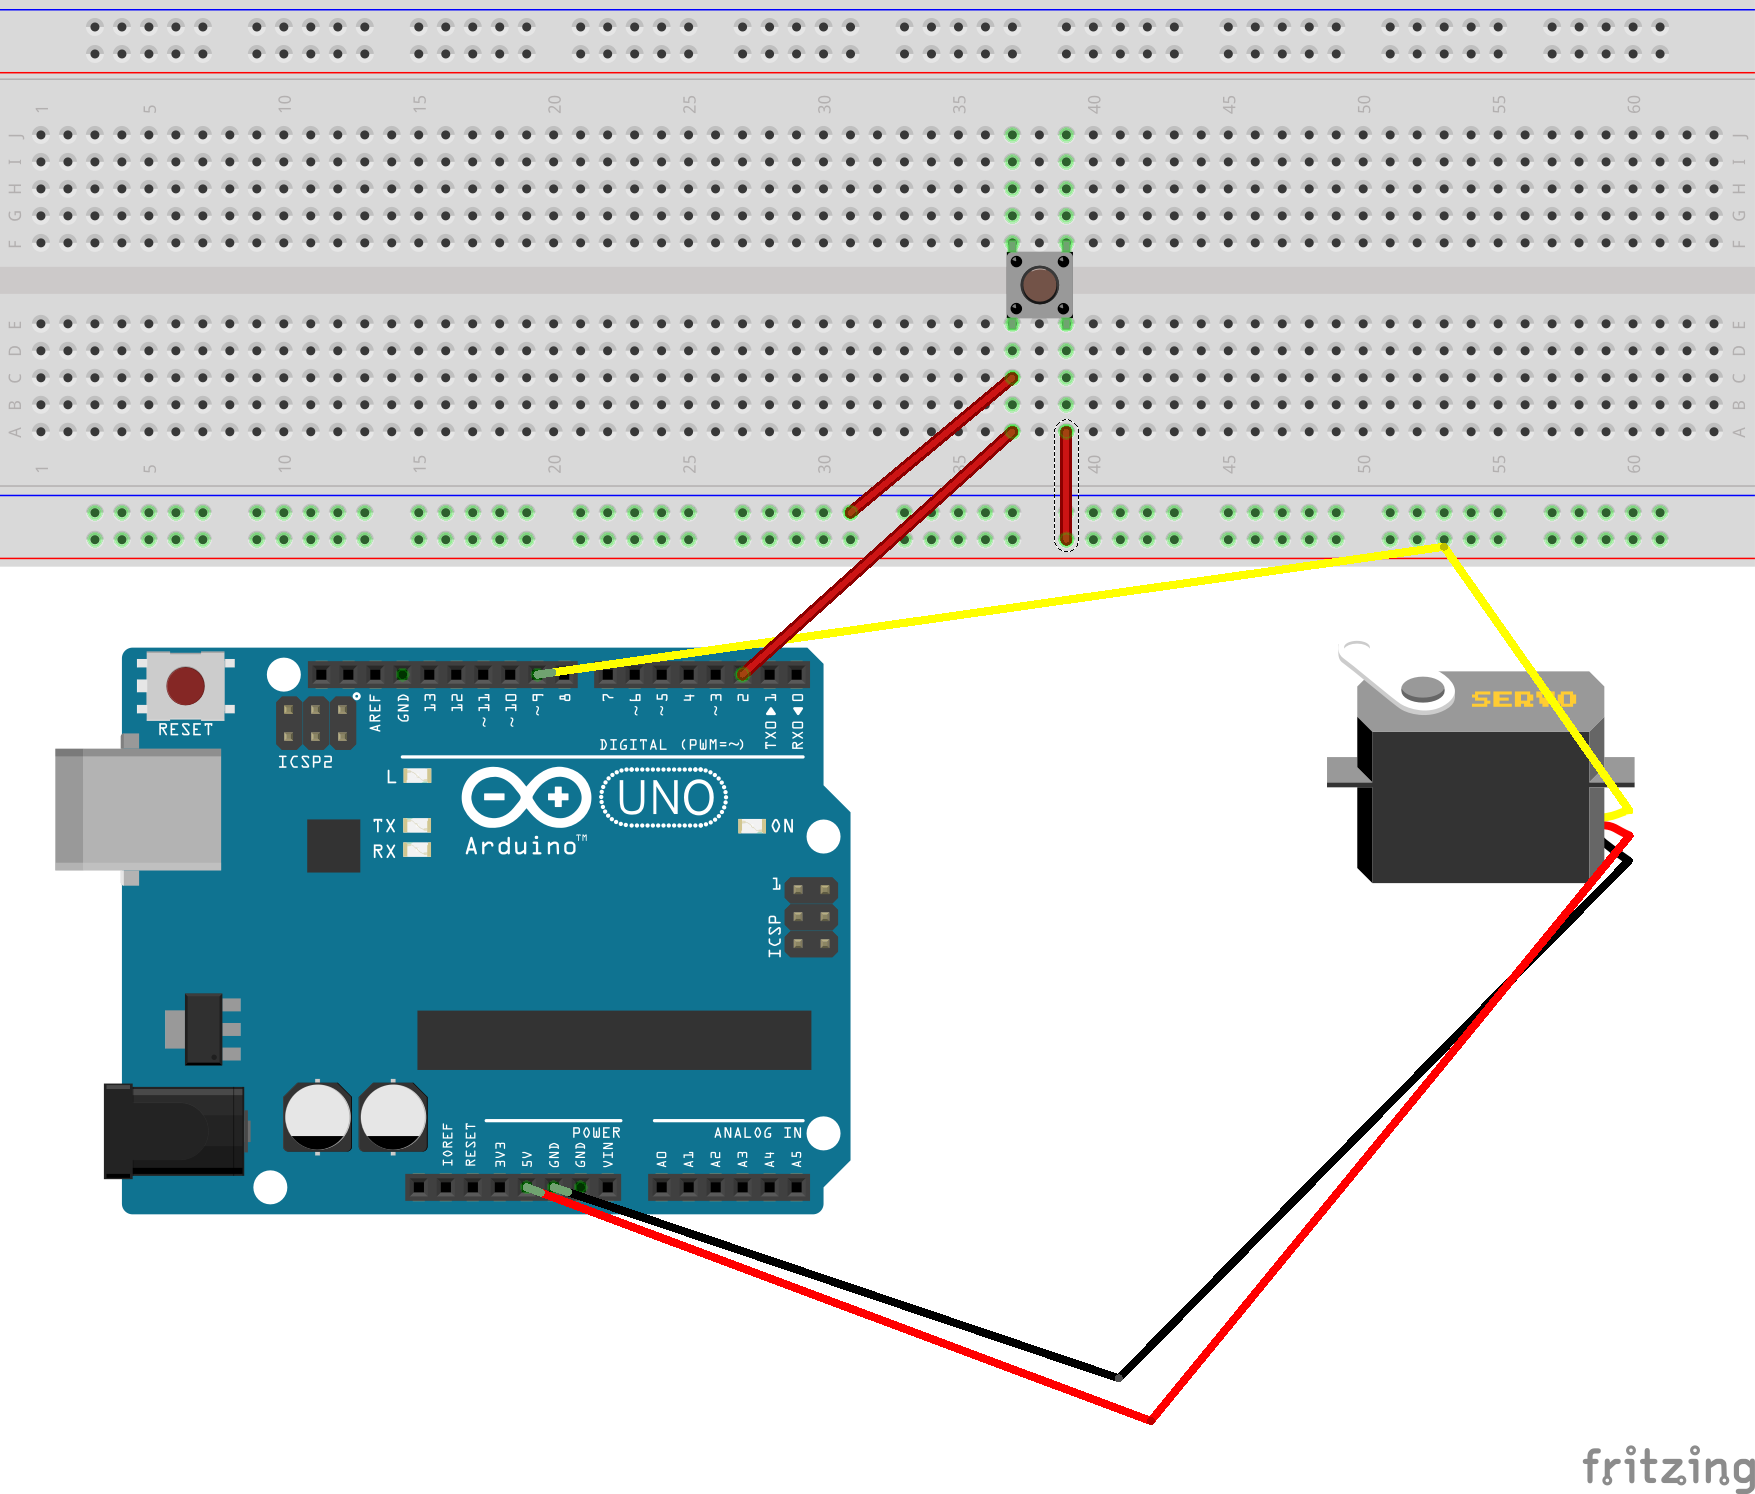 1 5 10 15 20 25 30 35 40 45 50 55 60
J J
I I
H H
G G
F F
E E
D D
C C
B B
A A
1 5 10 15 20 25 30 35 40 45 50 55 60
RESET
ICSP2
AREF GND 13 12 ~11 ~10 ~9 8 7 ~6 ~5 4 ~3 2 TX0▶1 RX0◀0
DIGITAL (PWM=~)
L
TX
RX
UNO
Arduino™
ON
1
ICSP
SERVO
POWER
ANALOG IN
IOREF RESET 3V3 5V GND GND VIN A0 A1 A2 A3 A4 A5
fritzing